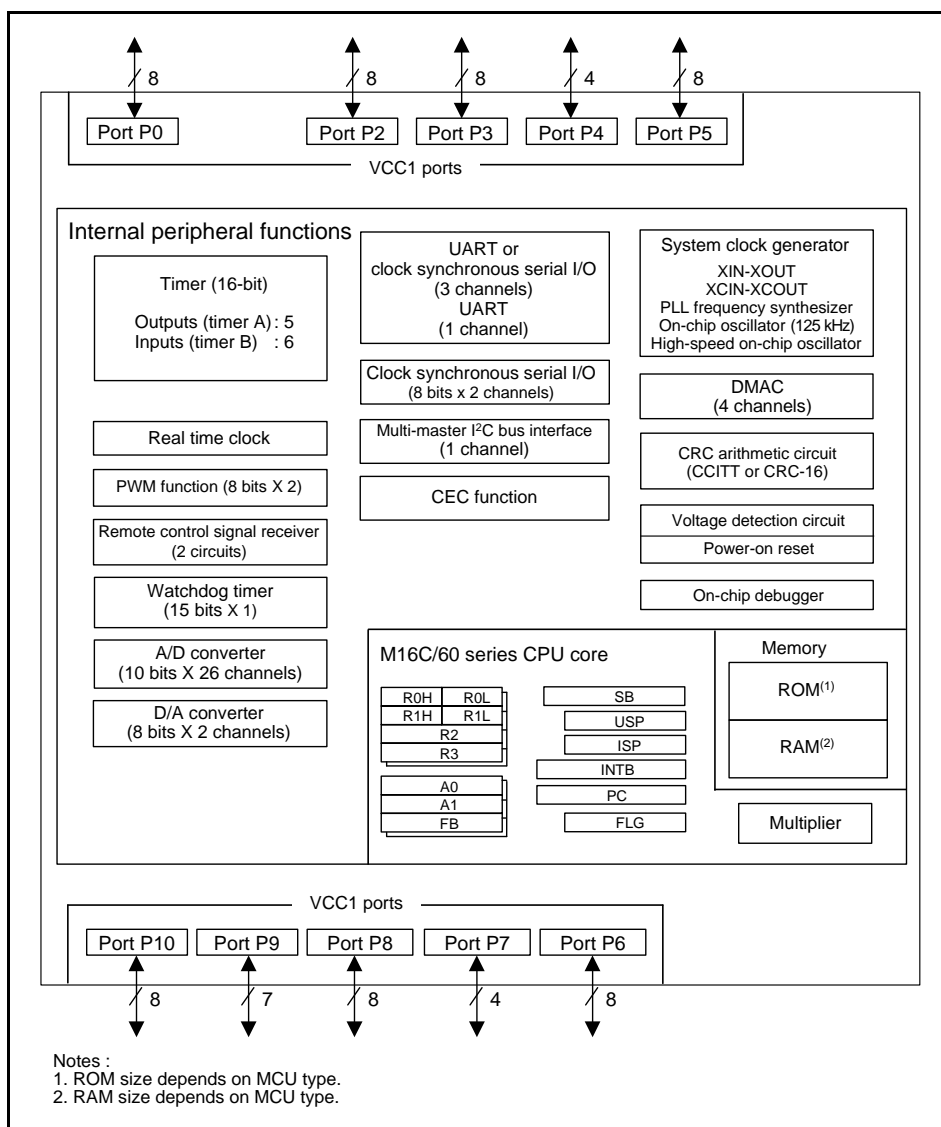 8
8
8
4
8
Port P0
Port P2
Port P3
Port P4
Port P5
VCC1 ports
Internal peripheral functions
Timer (16-bit)
Outputs (timer A) : 5
Inputs (timer B) : 6
Real time clock
PWM function (8 bits X 2)
Remote control signal receiver
(2 circuits)
Watchdog timer
(15 bits X 1)
A/D converter
(10 bits X 26 channels)
D/A converter
(8 bits X 2 channels)
UART or
clock synchronous serial I/O
(3 channels)
UART
(1 channel)
Clock synchronous serial I/O
(8 bits x 2 channels)
Multi-master I²C bus interface
(1 channel)
CEC function
System clock generator
XIN-XOUT
XCIN-XCOUT
PLL frequency synthesizer
On-chip oscillator (125 kHz)
High-speed on-chip oscillator
DMAC
(4 channels)
CRC arithmetic circuit
(CCITT or CRC-16)
Voltage detection circuit
Power-on reset
On-chip debugger
M16C/60 series CPU core
R0H
R0L
R1H
R1L
R2
R3
A0
A1
FB
SB
USP
ISP
INTB
PC
FLG
Memory
ROM(1)
RAM(2)
Multiplier
VCC1 ports
Port P10
Port P9
Port P8
Port P7
Port P6
8
7
8
4
8
Notes :
1. ROM size depends on MCU type.
2. RAM size depends on MCU type.